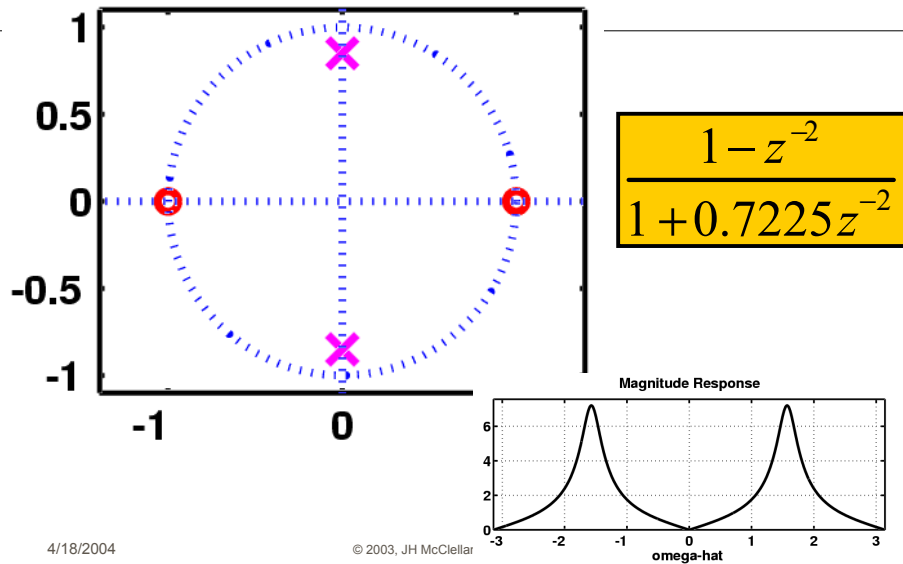 1
0.5
0
-0.5
-1
-1 0
1 − z⁻²
1 + 0.7225z⁻²
Magnitude Response
6
4
2
0
-3 -2 -1 0 1 2 3
omega-hat
4/18/2004
© 2003, JH